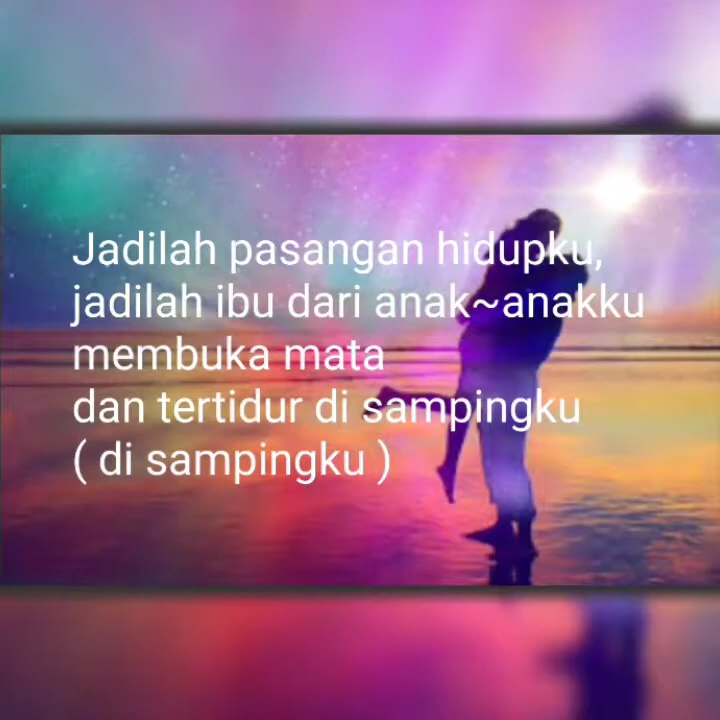 Jadilah pasangan hidupku,
jadilah ibu dari anak~anakku
membuka mata
dan tertidur di sampingku
( di sampingku )